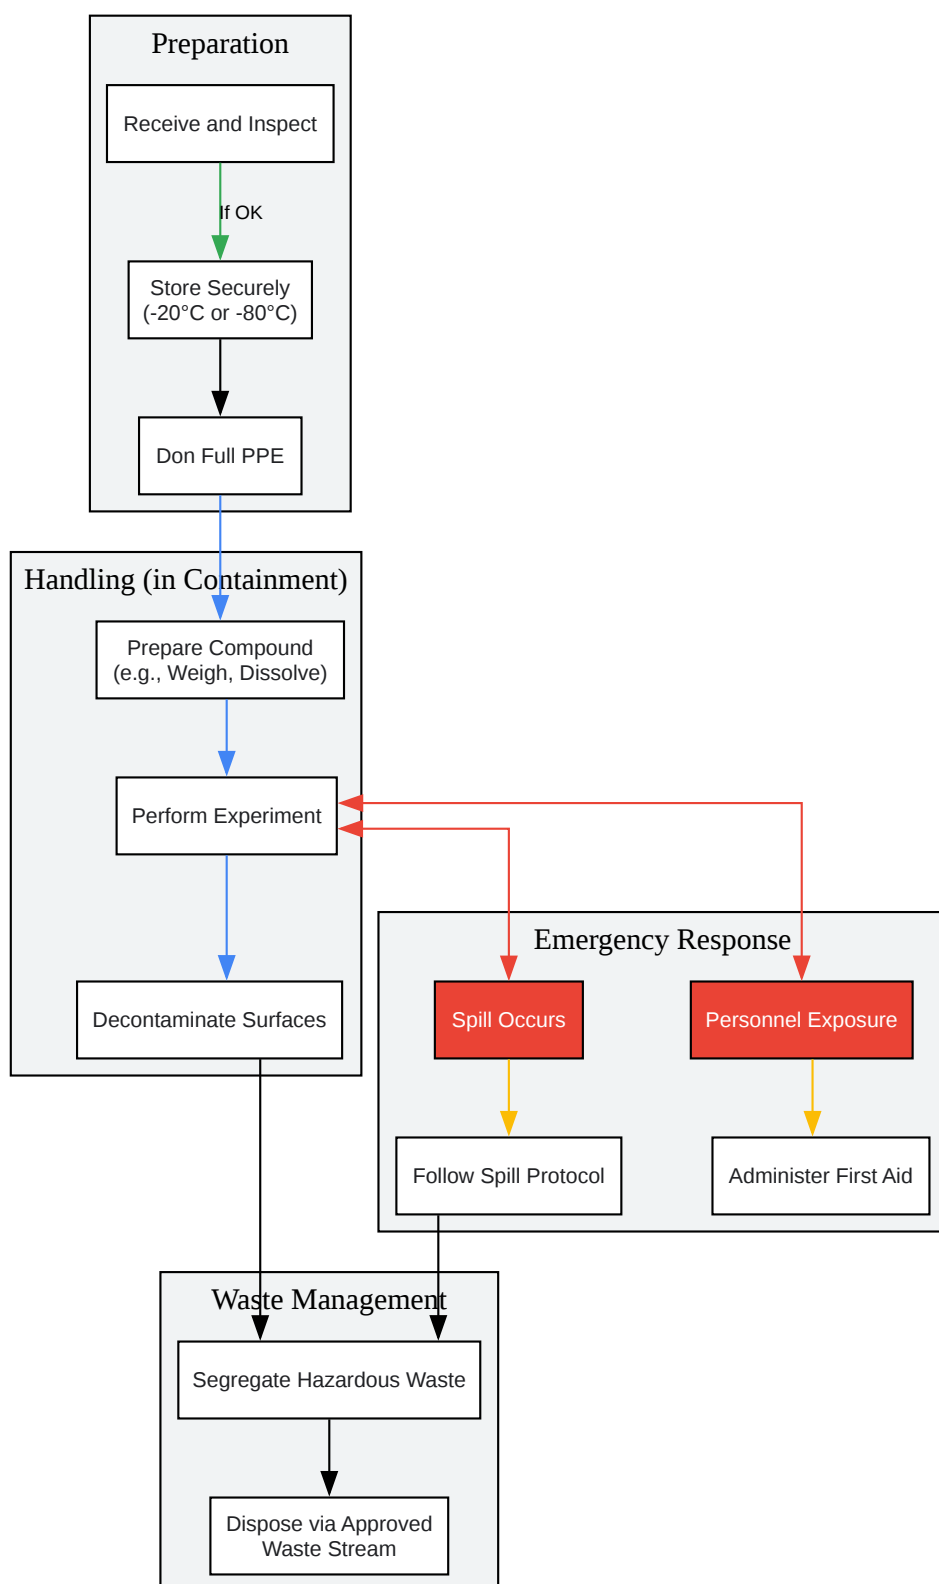 Preparation
Receive and Inspect
If OK
Store Securely
(-20°C or -80°C)
Don Full PPE
Handling (in Containment)
Prepare Compound
(e.g., Weigh, Dissolve)
Perform Experiment
Decontaminate Surfaces
Emergency Response
Spill Occurs
Personnel Exposure
Follow Spill Protocol
Administer First Aid
Waste Management
Segregate Hazardous Waste
Dispose via Approved
Waste Stream